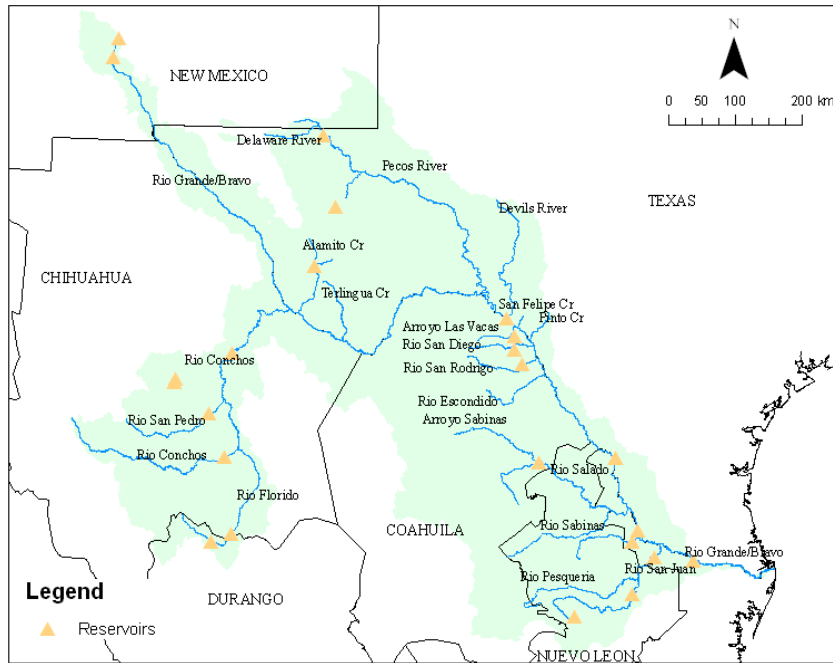 N
NEW MEXICO
0 50 100 200 km
Delaware River
Pecos River
Rio Grande/Bravo
Devils River
TEXAS
Alamito Cr
CHIHUAHUA
Terlingua Cr
San Felipe Cr
Pinto Cr
Arroyo Las Vacas
Rio San Diego
Rio Conchos
Rio San Rodrigo
Rio Escondido
Rio San Pedro
Arroyo Sabinas
Rio Conchos
Rio Salado
Rio Florido
COAHUILA
Rio Sabinas
Rio Grande/Bravo
Rio San Juan
Rio Pesqueria
Legend
DURANGO
Reservoirs
NUEVO LEON